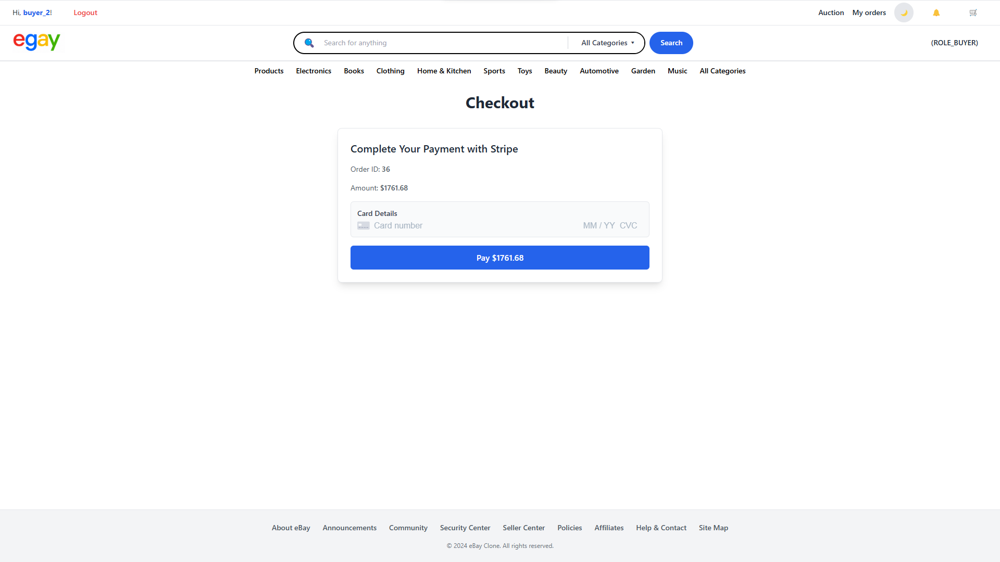 Hi, buyer_2! Logout Auction My orders
egay Search for anything All Categories ▾ Search (ROLE_BUYER)
Products Electronics Books Clothing Home & Kitchen Sports Toys Beauty Automotive Garden Music All Categories
Checkout
Complete Your Payment with Stripe
Order ID: 36
Amount: $1761.68
Card Details
Card number MM / YY CVC
Pay $1761.68
About eBay Announcements Community Security Center Seller Center Policies Affiliates Help & Contact Site Map
© 2024 eBay Clone. All rights reserved.